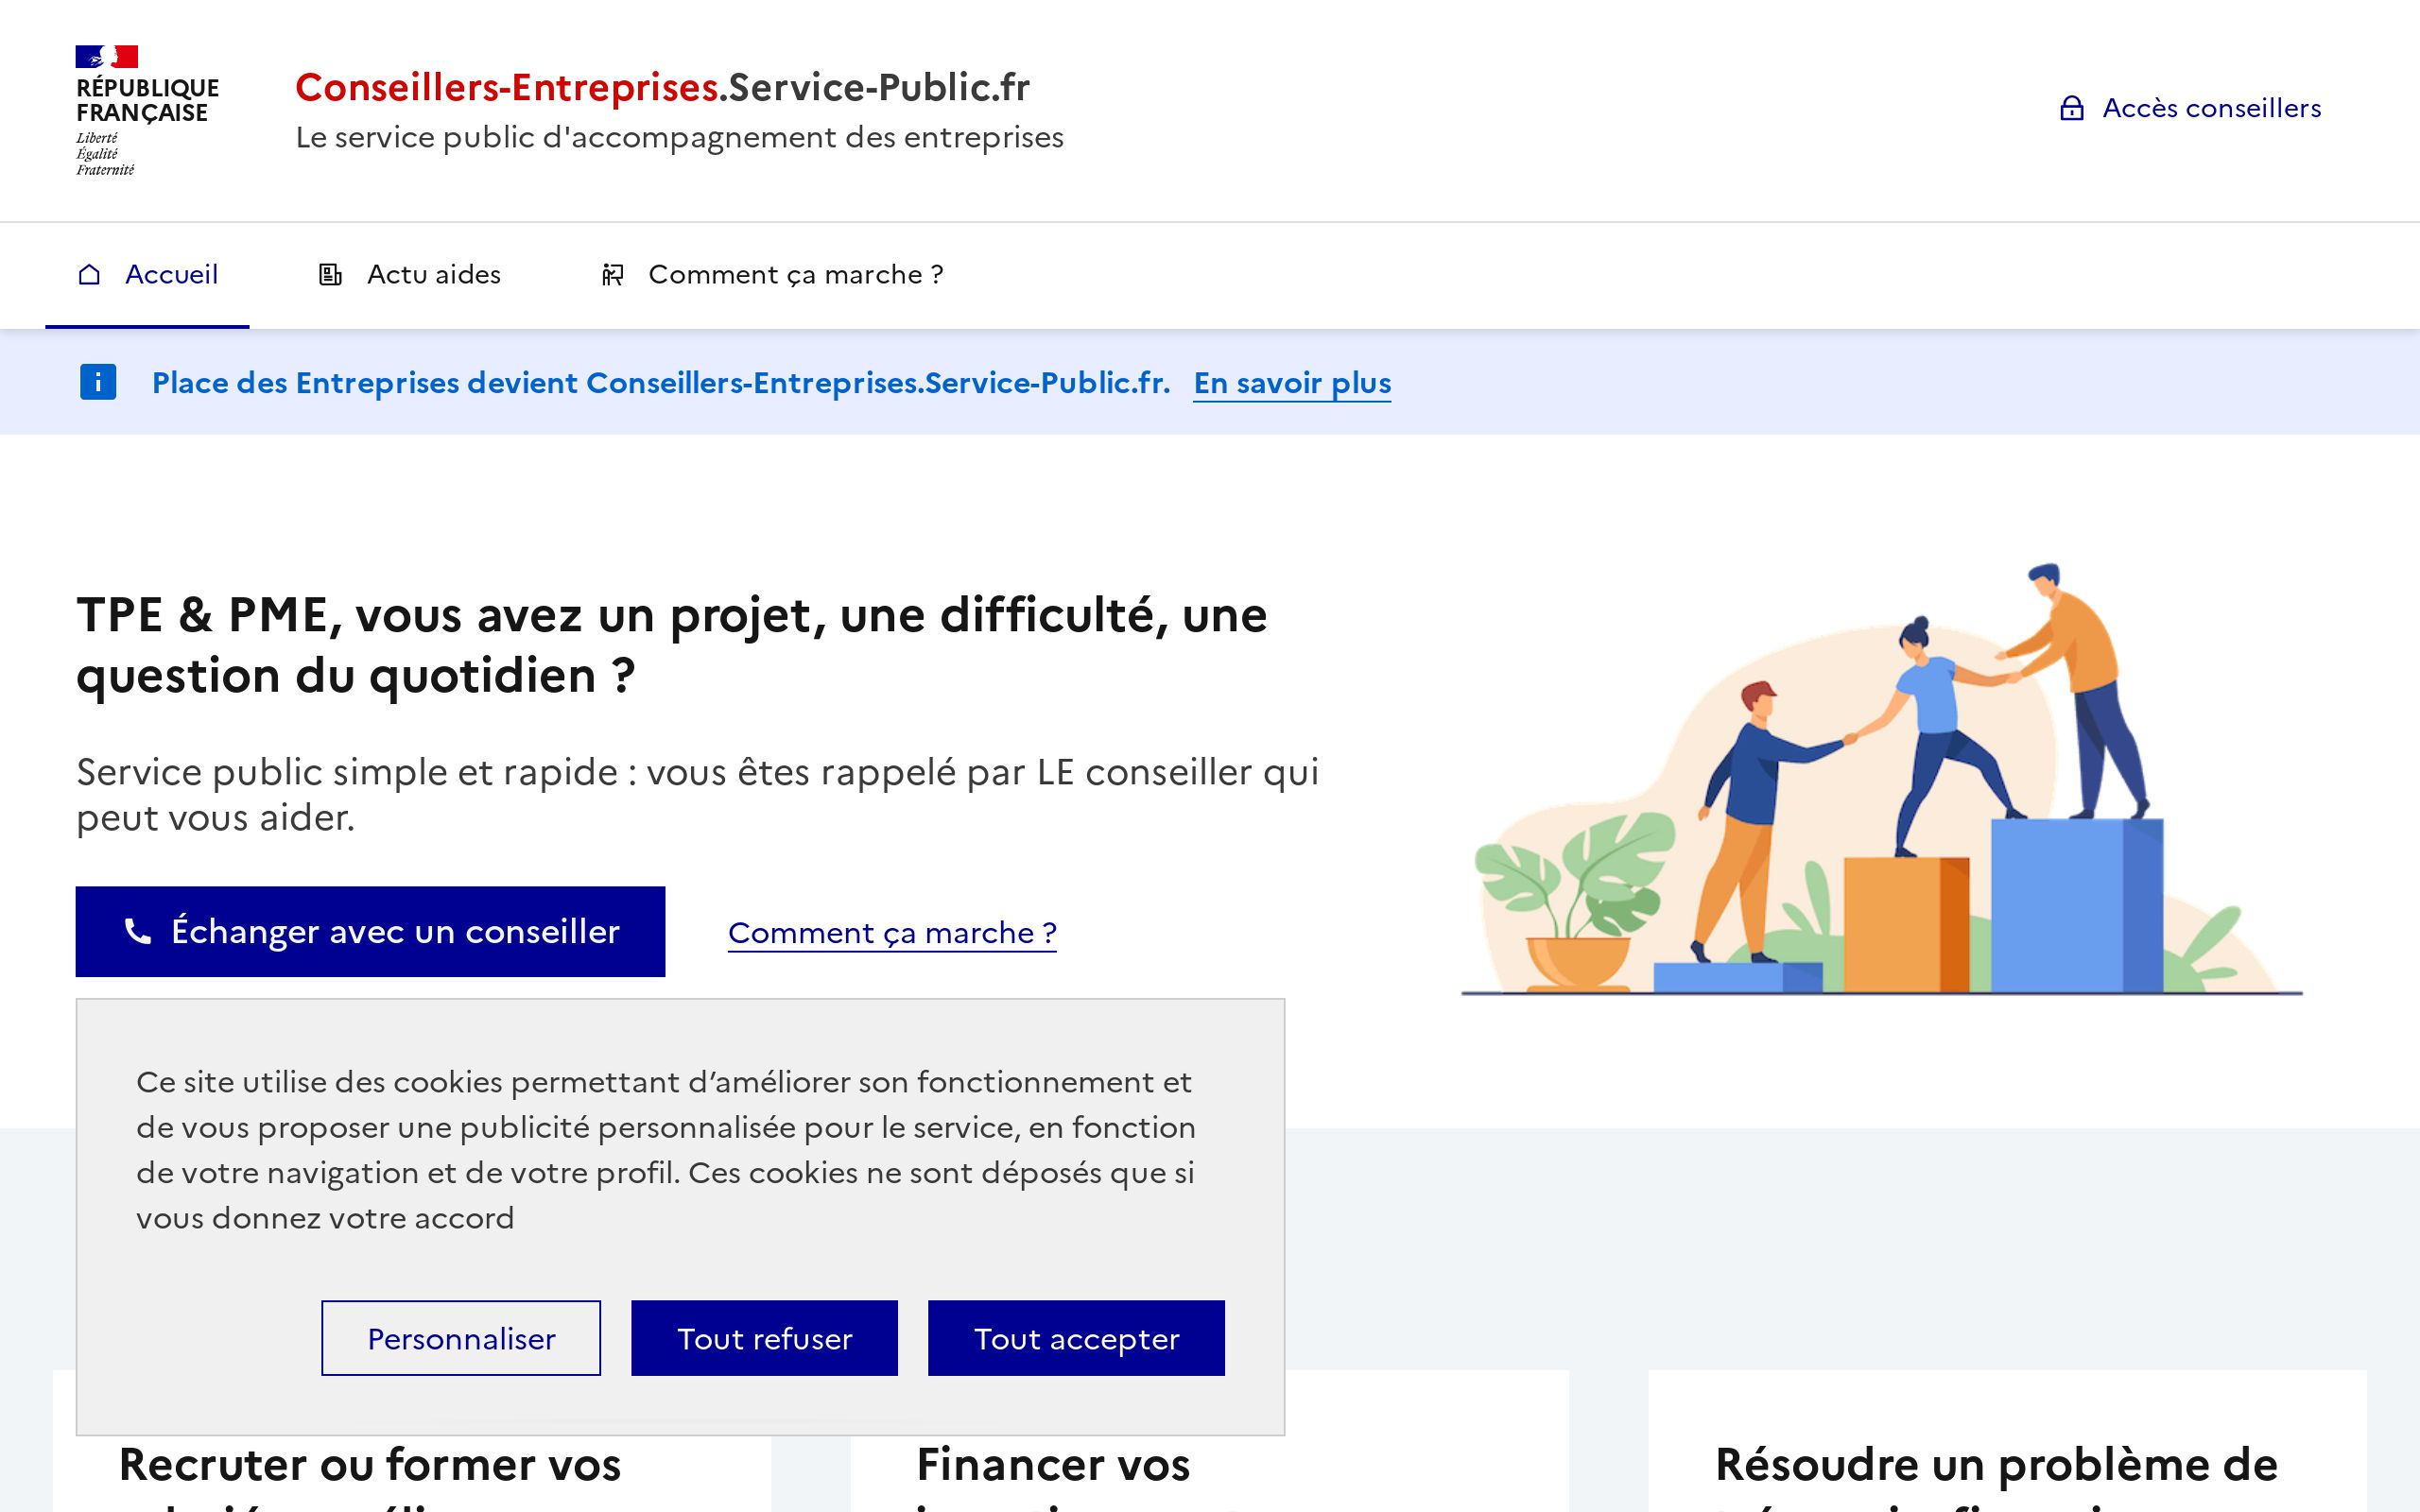 RÉPUBLIQUE
FRANÇAISE
Liberté
Égalité
Fraternité
Conseillers-Entreprises.Service-Public.fr
Le service public d'accompagnement des entreprises
Accès conseillers
Accueil
Actu aides
Comment ça marche ?
Place des Entreprises devient Conseillers-Entreprises.Service-Public.fr. En savoir plus
TPE & PME, vous avez un projet, une difficulté, une
question du quotidien ?
Service public simple et rapide : vous êtes rappelé par LE conseiller qui
peut vous aider.
Échanger avec un conseiller
Comment ça marche ?
Ce site utilise des cookies permettant d’améliorer son fonctionnement et
de vous proposer une publicité personnalisée pour le service, en fonction
de votre navigation et de votre profil. Ces cookies ne sont déposés que si
vous donnez votre accord
Personnaliser
Tout refuser
Tout accepter
Recruter ou former vos
Financer vos
Résoudre un problème de